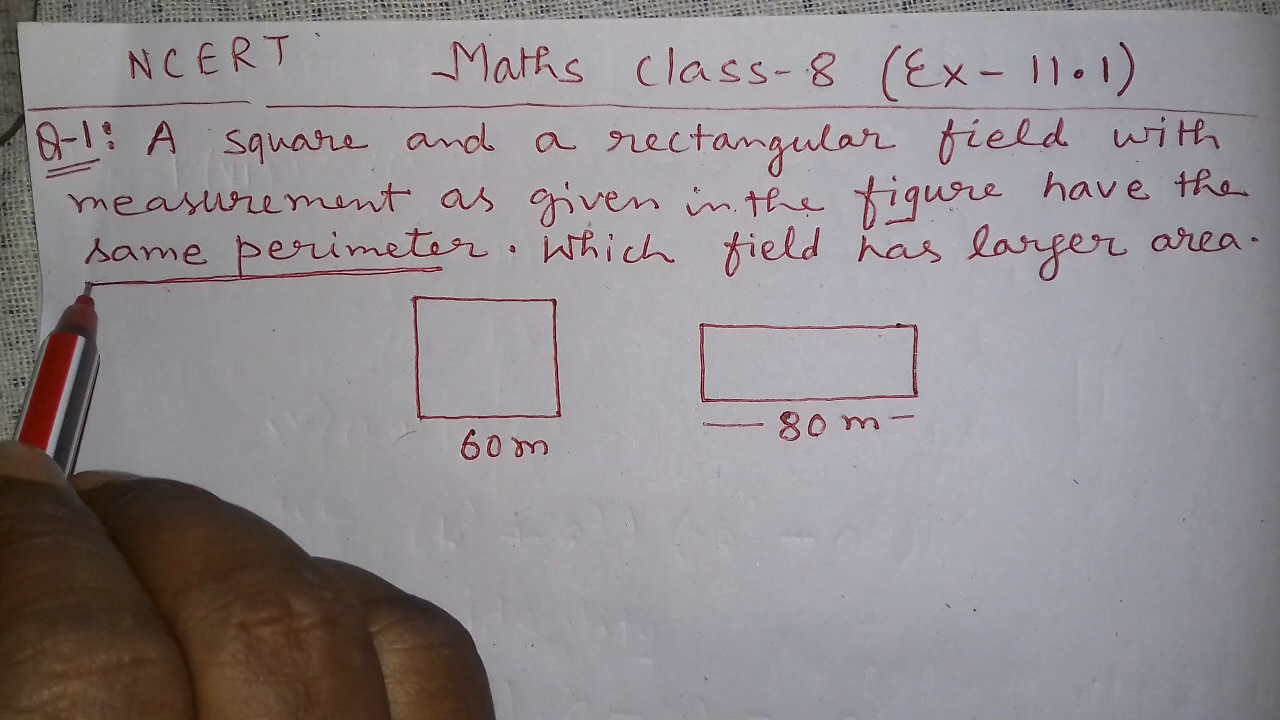 NCERT Maths Class-8 (Ex-11.1)
Q-1: A square and a rectangular field with
measurement as given in the figure have the
same perimeter. Which field has larger area.
60m
80 m